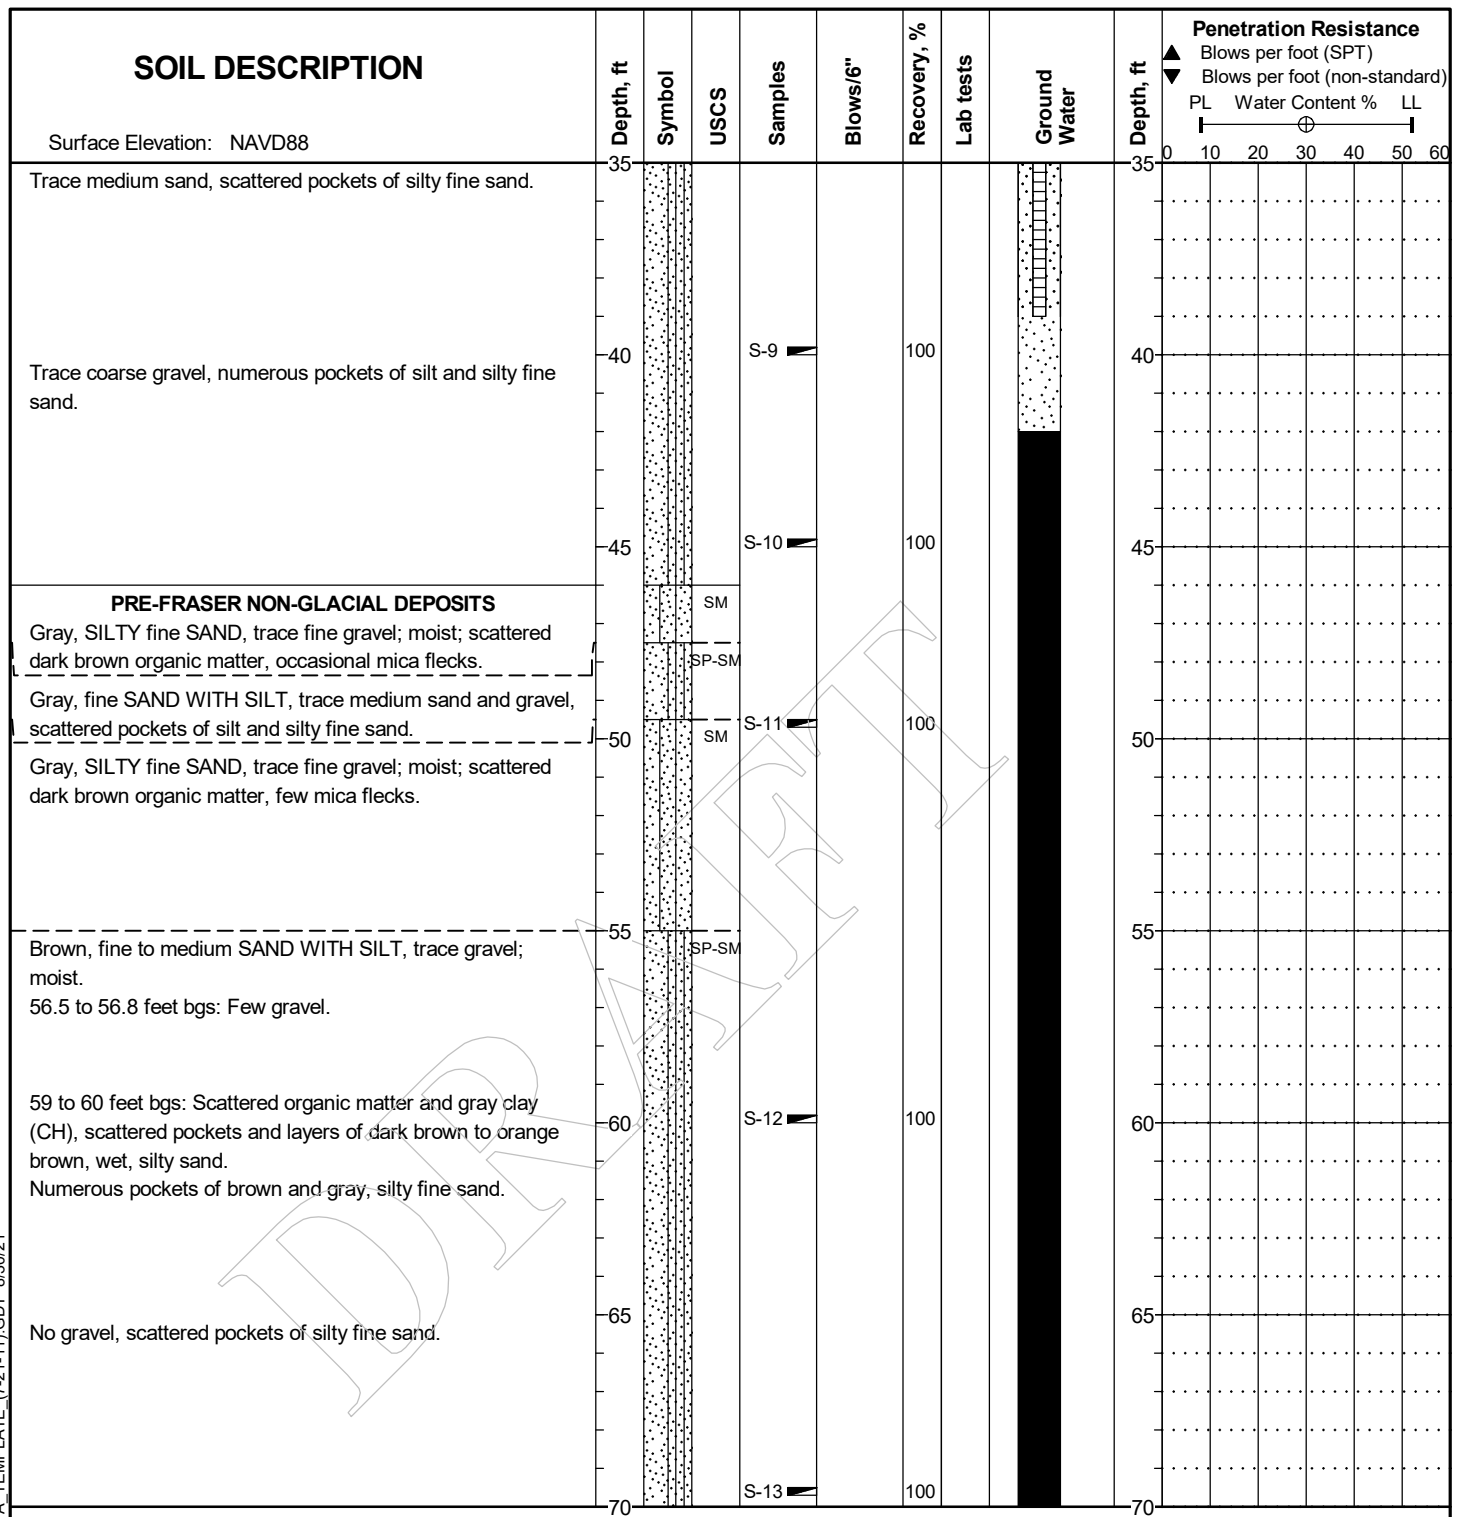 SOIL DESCRIPTION
Surface Elevation: NAVD88
Depth, ft
Symbol
USCS
Samples
Blows/6"
Recovery, %
Lab tests
Ground
Water
Depth, ft
Penetration Resistance
Blows per foot (SPT)
Blows per foot (non-standard)
PL Water Content % LL
0 10 20 30 40 50 60
35 35
Trace medium sand, scattered pockets of silty fine sand.
S-9 100
40 40
Trace coarse gravel, numerous pockets of silt and silty fine
sand.
S-10 100
45 45
PRE-FRASER NON-GLACIAL DEPOSITS
SM
Gray, SILTY fine SAND, trace fine gravel; moist; scattered
dark brown organic matter, occasional mica flecks.
SP-SM
Gray, fine SAND WITH SILT, trace medium sand and gravel,
scattered pockets of silt and silty fine sand.
S-11 100
SM
50 50
Gray, SILTY fine SAND, trace fine gravel; moist; scattered
dark brown organic matter, few mica flecks.
55 55
Brown, fine to medium SAND WITH SILT, trace gravel;
moist.
SP-SM
56.5 to 56.8 feet bgs: Few gravel.
59 to 60 feet bgs: Scattered organic matter and gray clay
(CH), scattered pockets and layers of dark brown to orange
brown, wet, silty sand.
S-12 100
60 60
Numerous pockets of brown and gray, silty fine sand.
65 65
No gravel, scattered pockets of silty fine sand.
S-13 100
70 70
DRAFT